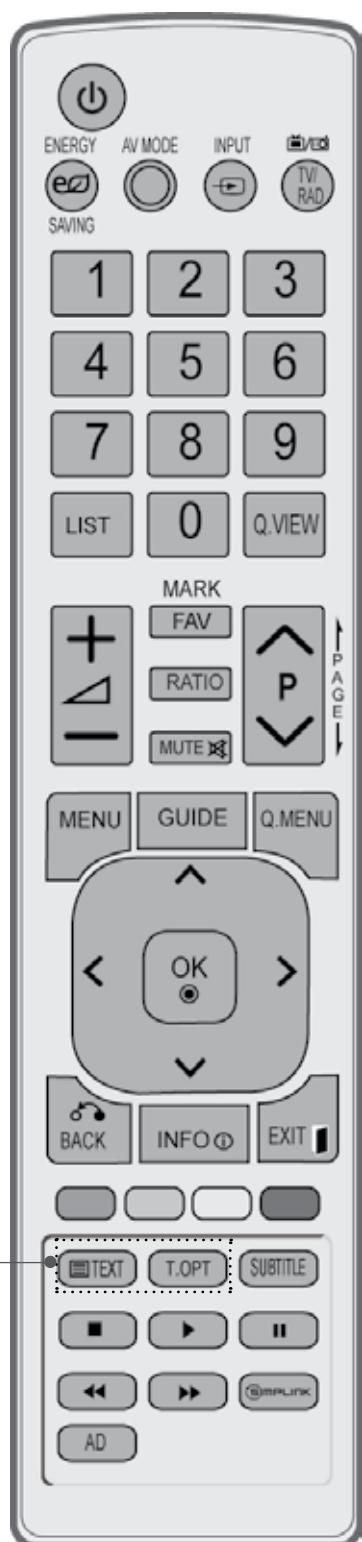 ENERGY AV MODE INPUT
TV/
RAD
SAVING
1 2 3
4 5 6
7 8 9
LIST 0 Q.VIEW
MARK
FAV
P
PAGE
RATIO
MUTE
MENU GUIDE Q.MENU
OK
BACK INFO EXIT
TEXT T.OPT SUBTITLE
SIMPLINK
AD